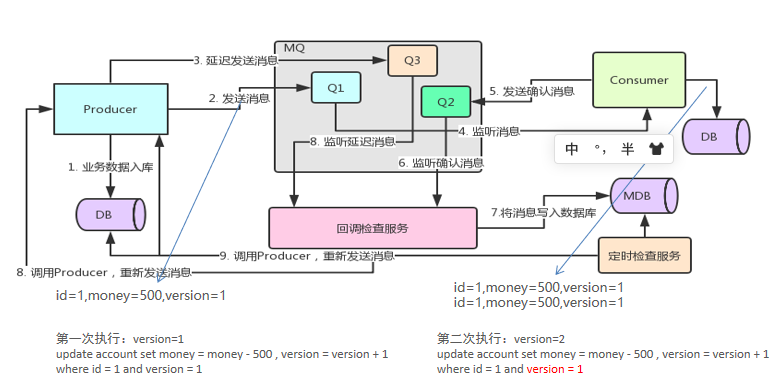 MQ
3. 延迟发送消息
Q3
Consumer
5. 发送确认消息
Producer
2. 发送消息
Q1
Q2
4. 监听消息
DB
8. 监听延迟消息
中 °, 半
6. 监听确认消息
1. 业务数据入库
DB
MDB
7.将消息写入数据库
回调检查服务
9. 调用Producer，重新发送消息
定时检查服务
8. 调用Producer，重新发送消息
id=1,money=500,version=1
id=1,money=500,version=1
id=1,money=500,version=1
第一次执行：version=1
update account set money = money - 500 , version = version + 1
where id = 1 and version = 1
第二次执行：version=2
update account set money = money - 500 , version = version + 1
where id = 1 and version = 1